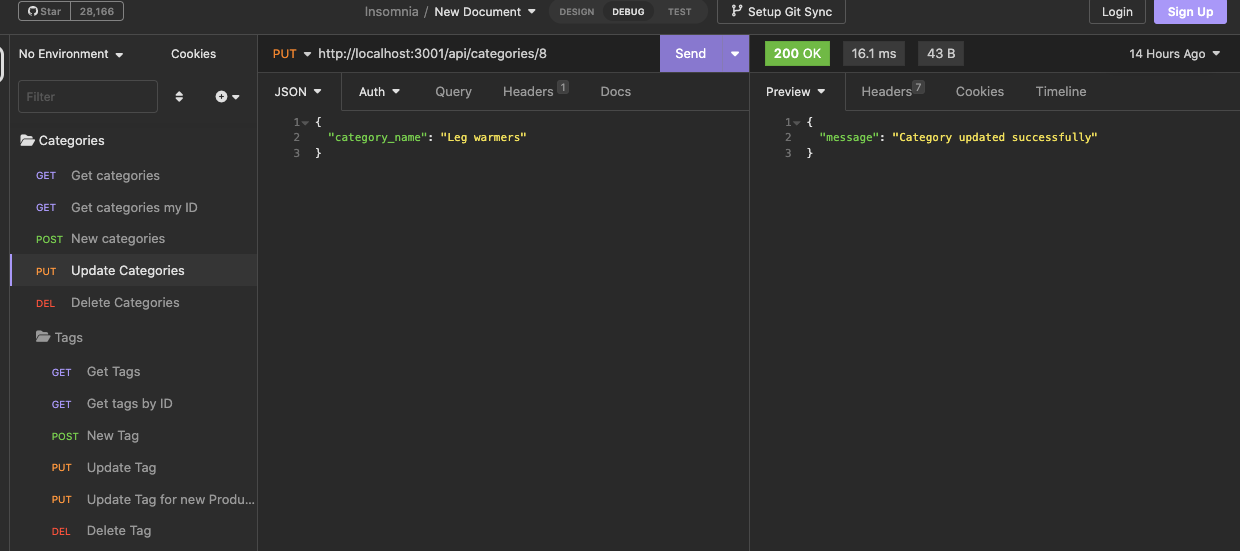 Star 28,166
Insomnia / New Document
DESIGN DEBUG TEST
Setup Git Sync
Login
Sign Up
No Environment
Cookies
Filter
Categories
GET Get categories
GET Get categories my ID
POST New categories
PUT Update Categories
DEL Delete Categories
Tags
GET Get Tags
GET Get tags by ID
POST New Tag
PUT Update Tag
PUT Update Tag for new Produ...
DEL Delete Tag
PUT http://localhost:3001/api/categories/8
Send
JSON Auth Query Headers 1 Docs
1 {
2 "category_name": "Leg warmers"
3 }
200 OK 16.1 ms 43 B 14 Hours Ago
Preview Headers 7 Cookies Timeline
1 {
2 "message": "Category updated successfully"
3 }